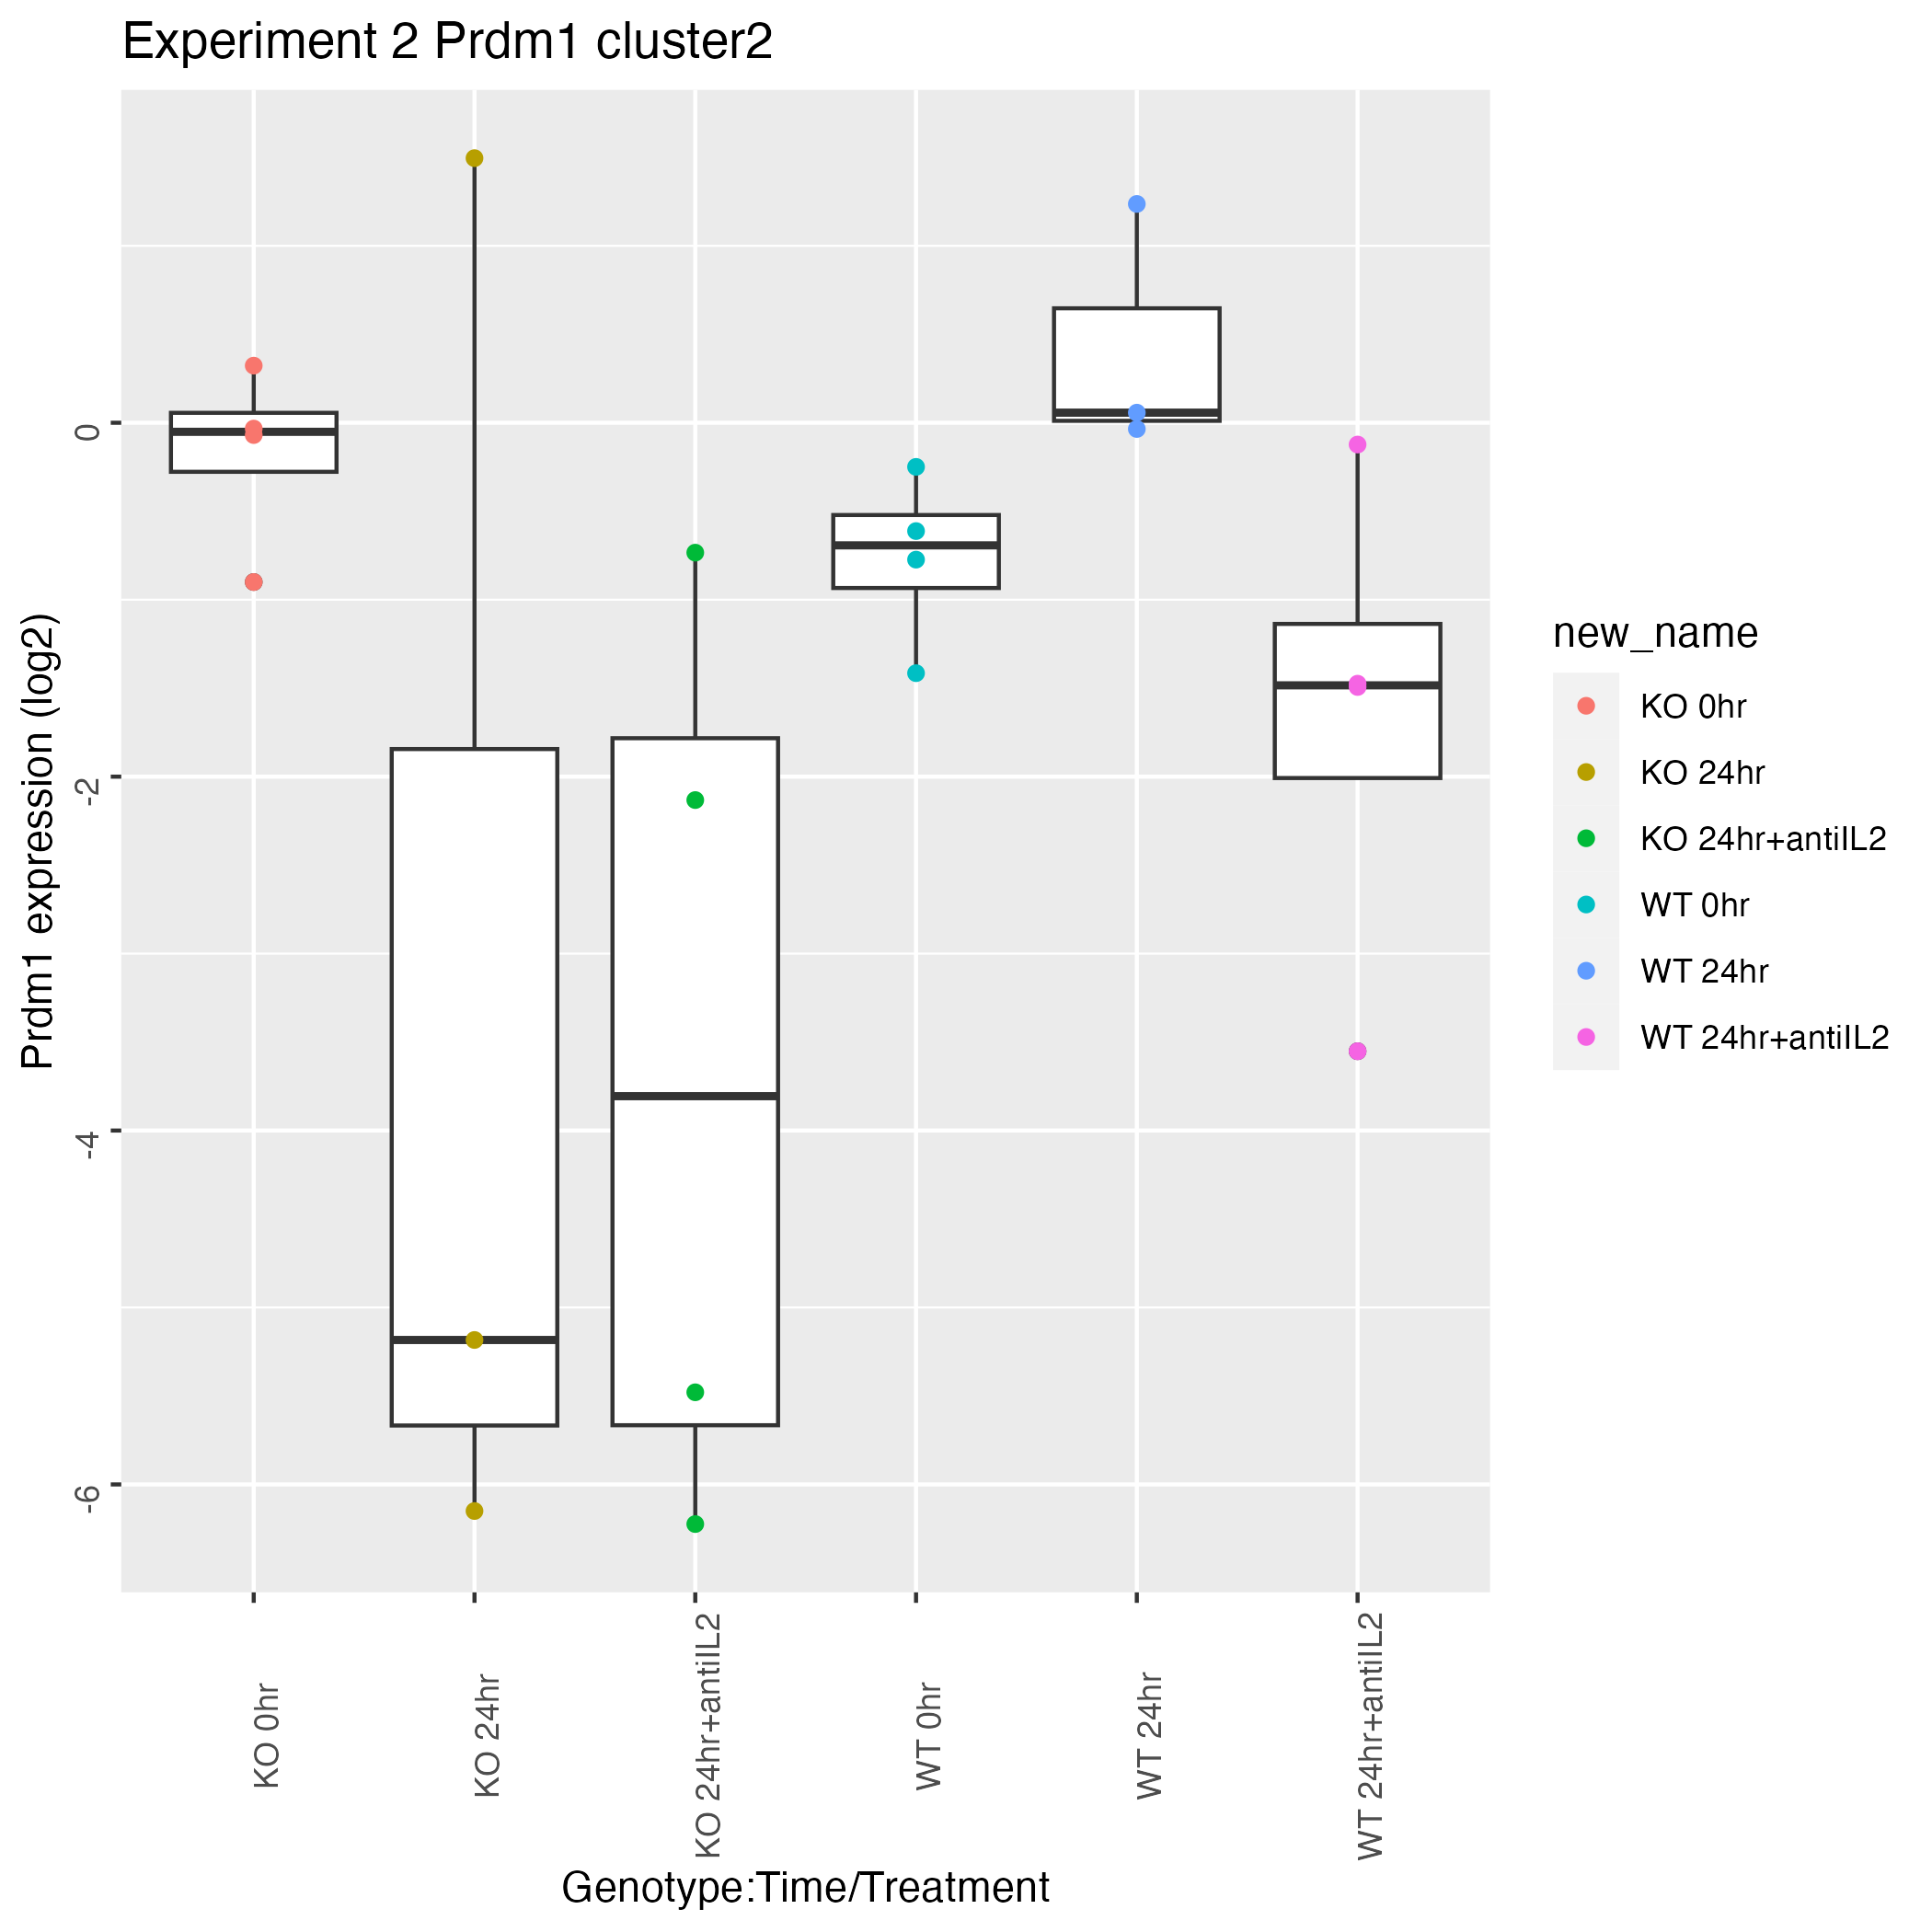 Experiment 2 Prdm1 cluster2
Prdm1 expression (log2)
0
-2
-4
-6
KO 0hr
KO 24hr
KO 24hr+antiIL2
WT 0hr
WT 24hr
WT 24hr+antiIL2
Genotype:Time/Treatment
new_name
KO 0hr
KO 24hr
KO 24hr+antiIL2
WT 0hr
WT 24hr
WT 24hr+antiIL2